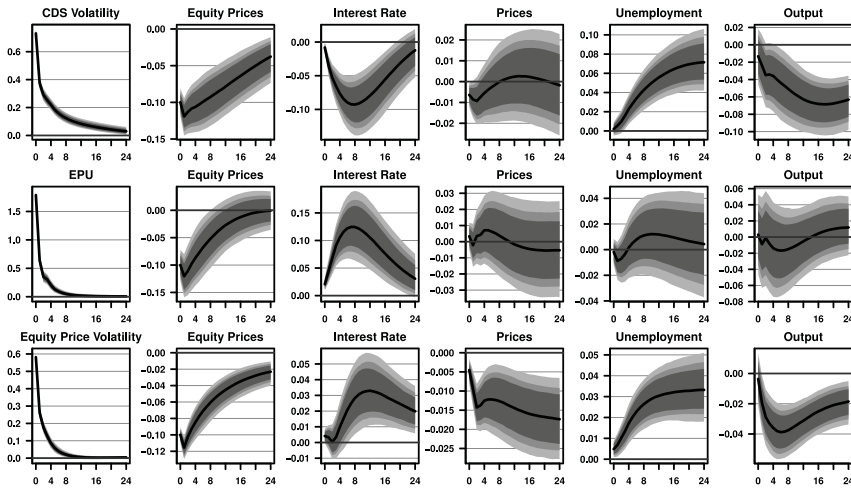 CDS Volatility
0.6
0.4
0.2
0.0
0 4 8 16 24
Equity Prices
0.00
−0.05
−0.10
−0.15
0 4 8 16 24
Interest Rate
0.00
−0.05
−0.10
0 4 8 16 24
Prices
0.02
0.01
0.00
−0.01
−0.02
0 4 8 16 24
Unemployment
0.10
0.08
0.06
0.04
0.02
0.00
0 4 8 16 24
Output
0.02
0.00
−0.02
−0.04
−0.06
−0.08
−0.10
0 4 8 16 24
EPU
1.5
1.0
0.5
0.0
0 4 8 16 24
Equity Prices
0.00
−0.05
−0.10
−0.15
0 4 8 16 24
Interest Rate
0.15
0.10
0.05
0.00
0 4 8 16 24
Prices
0.03
0.01
0.00
−0.01
−0.03
0 4 8 16 24
Unemployment
0.04
0.02
0.00
−0.02
−0.04
0 4 8 16 24
Output
0.06
0.04
0.02
0.00
−0.02
−0.04
−0.06
−0.08
0 4 8 16 24
Equity Price Volatility
0.6
0.5
0.4
0.3
0.2
0.1
0.0
0 4 8 16 24
Equity Prices
0.00
−0.02
−0.04
−0.06
−0.08
−0.10
−0.12
0 4 8 16 24
Interest Rate
0.05
0.04
0.03
0.02
0.01
0.00
−0.01
0 4 8 16 24
Prices
0.000
−0.005
−0.010
−0.015
−0.020
−0.025
0 4 8 16 24
Unemployment
0.05
0.04
0.03
0.02
0.01
0.00
0 4 8 16 24
Output
0.00
−0.02
−0.04
0 4 8 16 24